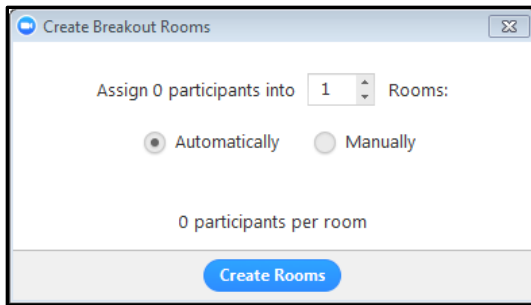 Create Breakout Rooms
Assign 0 participants into 1 Rooms:
Automatically Manually
0 participants per room
Create Rooms